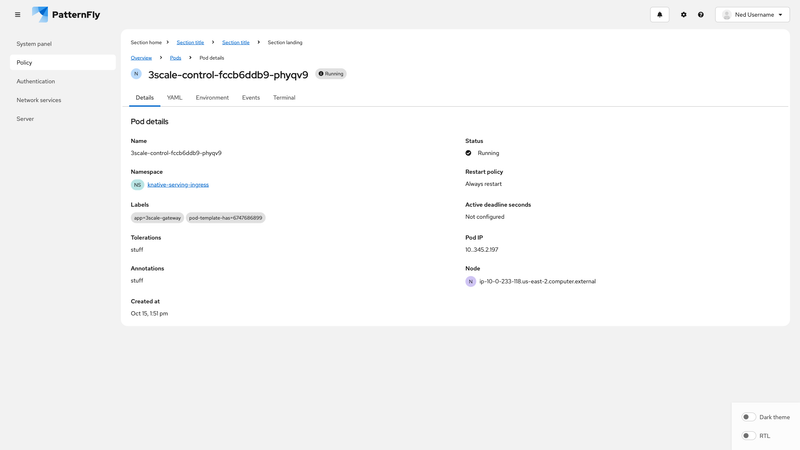 PatternFly
Ned Username
System panel
Policy
Authentication
Network services
Server
Section home Section title Section title Section landing
Overview Pods Pod details
N 3scale-control-fccb6ddb9-phyqv9 Running
Details YAML Environment Events Terminal
Pod details
Name
3scale-control-fccb6ddb9-phyqv9
Status
Running
Namespace
NS knative-serving-ingress
Restart policy
Always restart
Labels
app=3scale-gateway pod-template-has=6747686899
Active deadline seconds
Not configured
Tolerations
stuff
Pod IP
10..345.2.197
Annotations
stuff
Node
N ip-10-0-233-118.us-east-2.computer.external
Created at
Oct 15, 1:51 pm
Dark theme
RTL